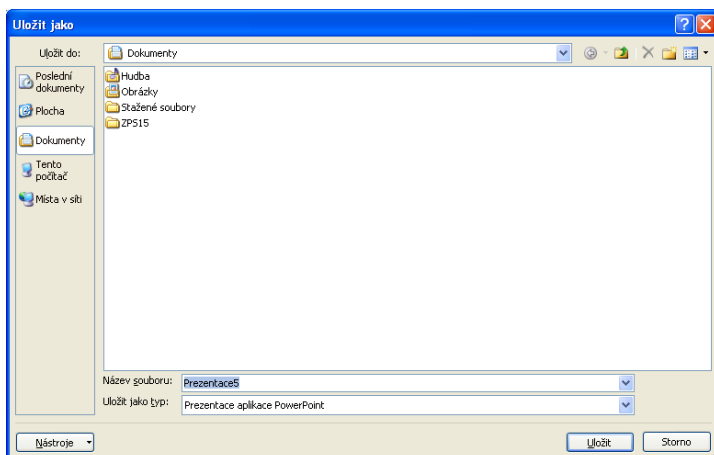 Uložit jako
Uložit do:
Dokumenty
Poslední
dokumenty
Plocha
Dokumenty
Tento
počítač
Místa v síti
Hudba
Obrázky
Stažené soubory
ZPS15
Název souboru:
Prezentace5
Uložit jako typ:
Prezentace aplikace PowerPoint
Nástroje
Uložit
Storno